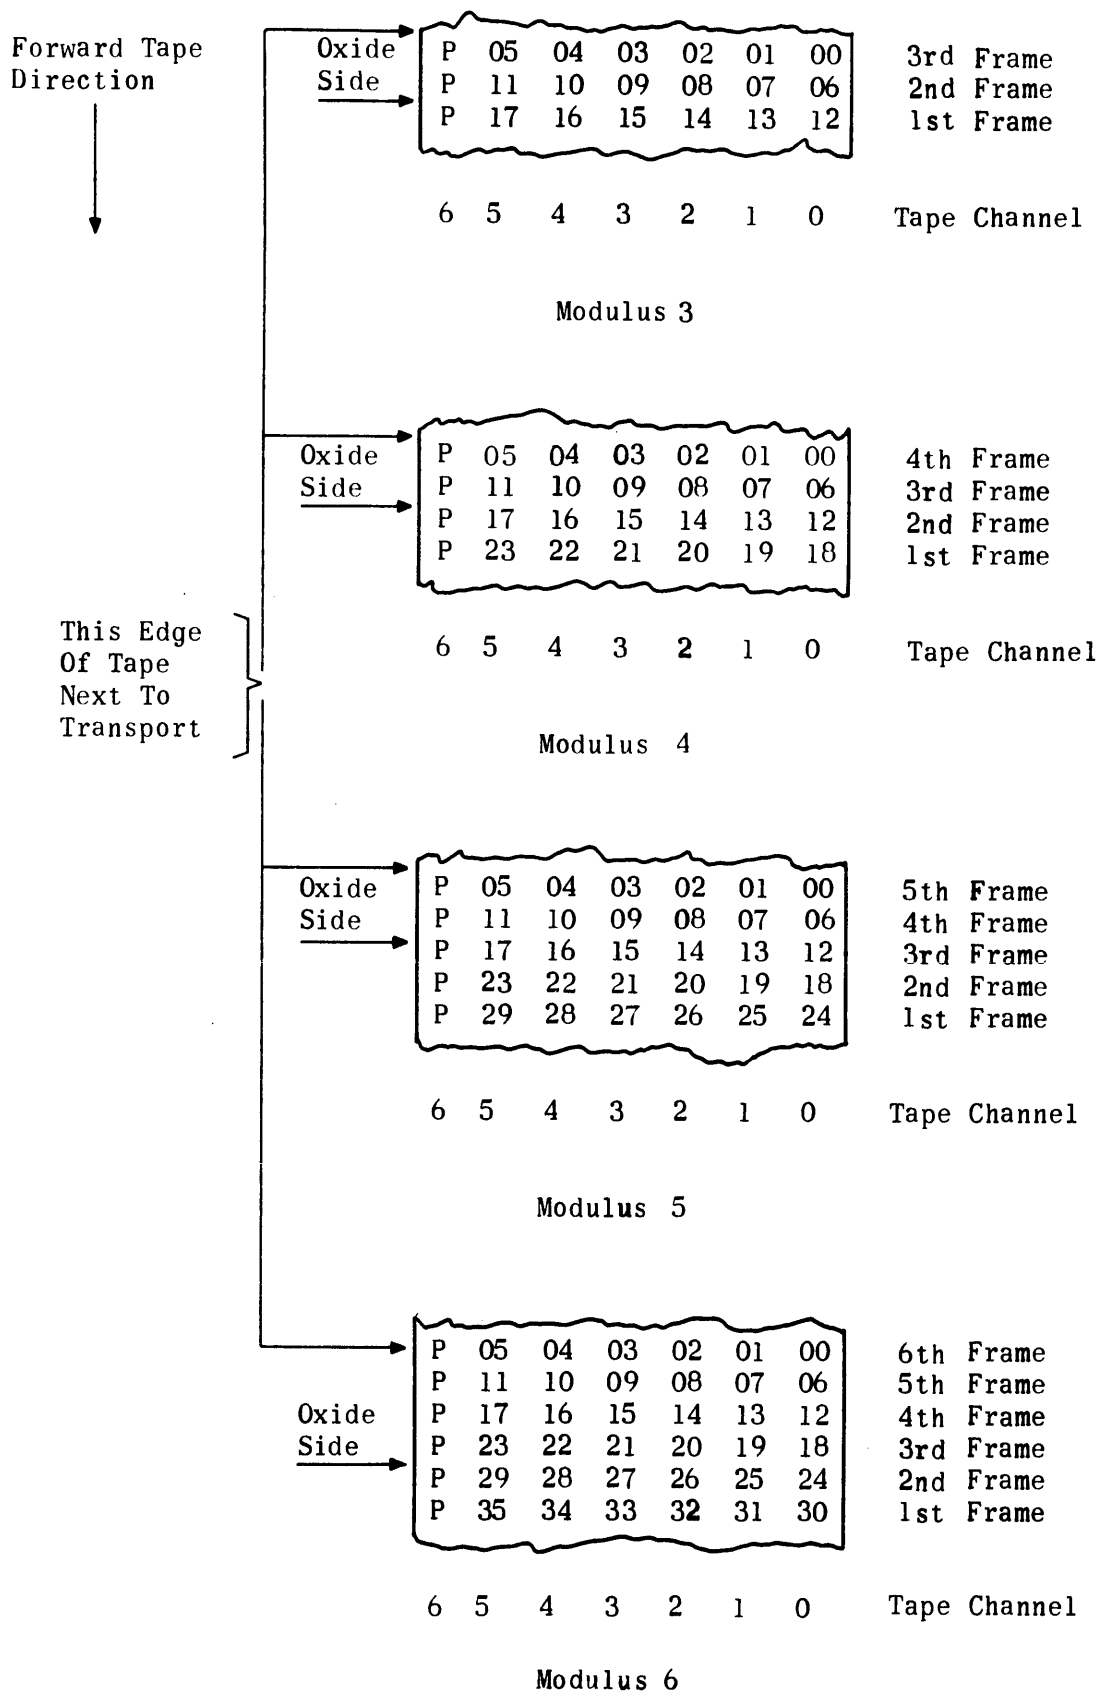 Forward Tape
Direction
Oxide
Side
P 05 04 03 02 01 00 3rd Frame
P 11 10 09 08 07 06 2nd Frame
P 17 16 15 14 13 12 1st Frame
6 5 4 3 2 1 0 Tape Channel
Modulus 3
Oxide
Side
P 05 04 03 02 01 00 4th Frame
P 11 10 09 08 07 06 3rd Frame
P 17 16 15 14 13 12 2nd Frame
P 23 22 21 20 19 18 1st Frame
This Edge
Of Tape
Next To
Transport
6 5 4 3 2 1 0 Tape Channel
Modulus 4
Oxide
Side
P 05 04 03 02 01 00 5th Frame
P 11 10 09 08 07 06 4th Frame
P 17 16 15 14 13 12 3rd Frame
P 23 22 21 20 19 18 2nd Frame
P 29 28 27 26 25 24 1st Frame
6 5 4 3 2 1 0 Tape Channel
Modulus 5
Oxide
Side
P 05 04 03 02 01 00 6th Frame
P 11 10 09 08 07 06 5th Frame
P 17 16 15 14 13 12 4th Frame
P 23 22 21 20 19 18 3rd Frame
P 29 28 27 26 25 24 2nd Frame
P 35 34 33 32 31 30 1st Frame
6 5 4 3 2 1 0 Tape Channel
Modulus 6